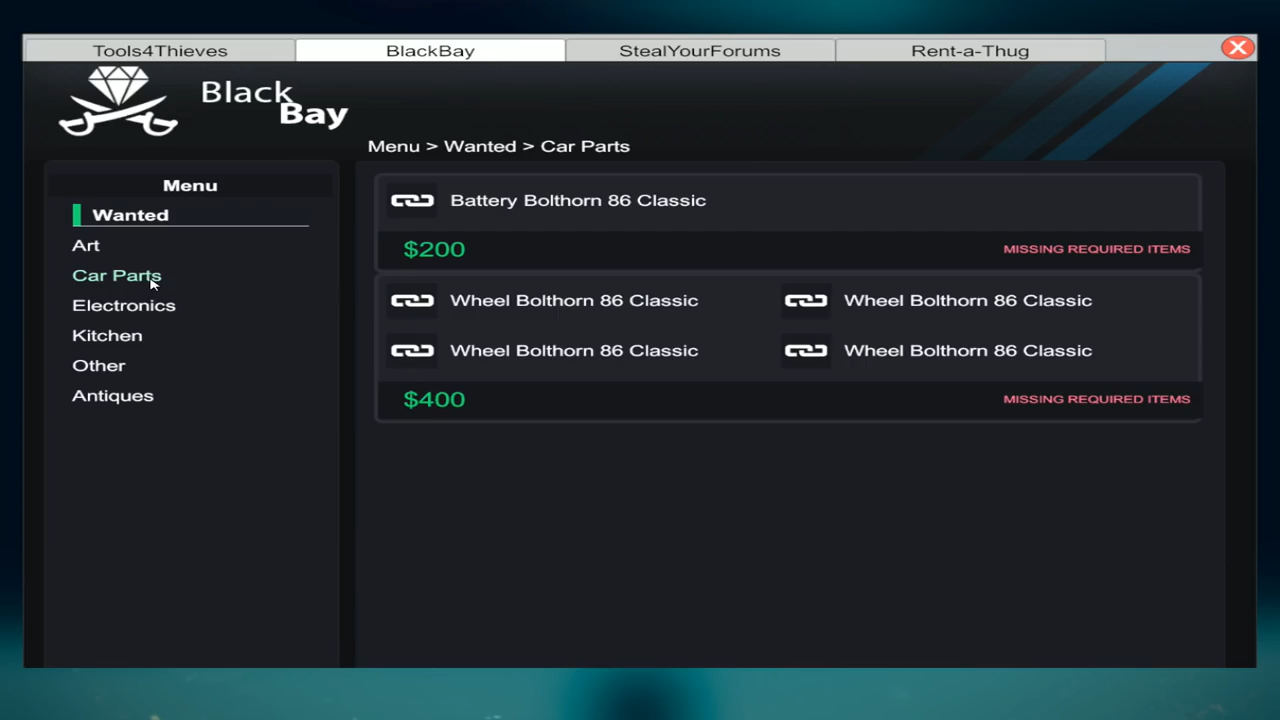 Tools4Thieves BlackBay StealYourForums Rent-a-Thug
Black
Bay
Menu > Wanted > Car Parts
Menu
Wanted
Art
Car Parts
Electronics
Kitchen
Other
Antiques
Battery Bolthorn 86 Classic
$200 MISSING REQUIRED ITEMS
Wheel Bolthorn 86 Classic Wheel Bolthorn 86 Classic
Wheel Bolthorn 86 Classic Wheel Bolthorn 86 Classic
$400 MISSING REQUIRED ITEMS